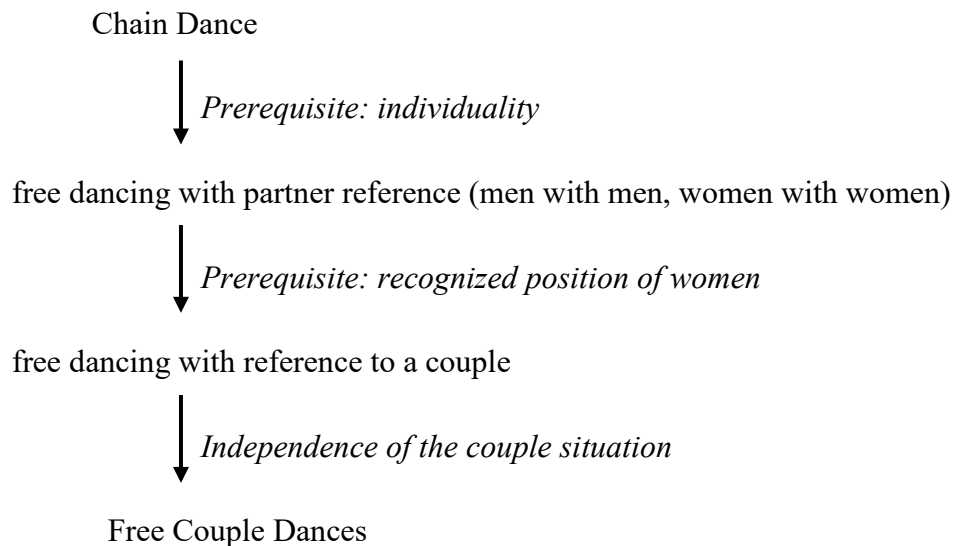 Chain Dance
Prerequisite: individuality
free dancing with partner reference (men with men, women with women)
Prerequisite: recognized position of women
free dancing with reference to a couple
Independence of the couple situation
Free Couple Dances